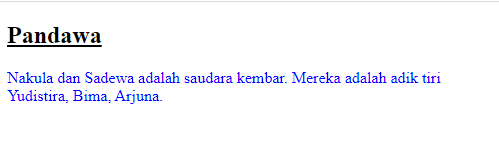 Pandawa
Nakula dan Sadewa adalah saudara kembar. Mereka adalah adik tiri
Yudistira, Bima, Arjuna.